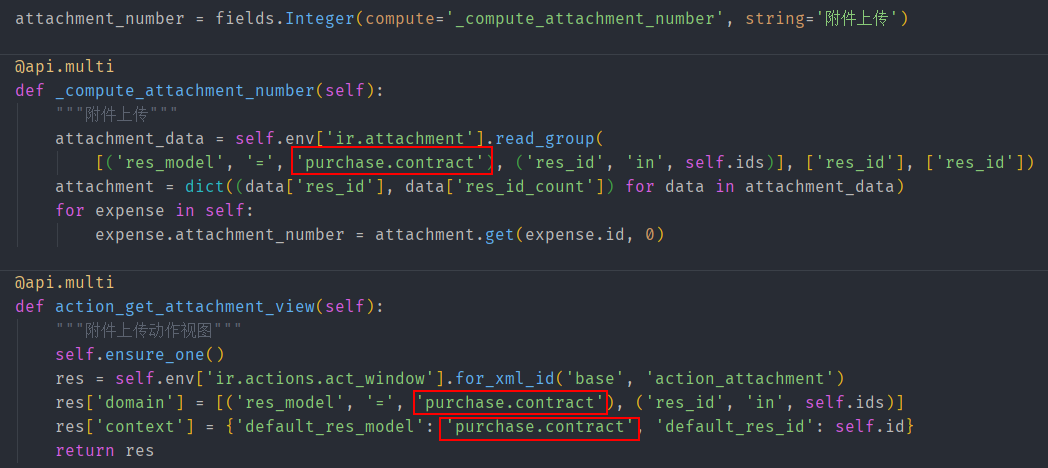 attachment_number = fields.Integer(compute='_compute_attachment_number', string='附件上传')
@api.multi
def _compute_attachment_number(self):
"""附件上传"""
attachment_data = self.env['ir.attachment'].read_group(
[('res_model', '=', 'purchase.contract'), ('res_id', 'in', self.ids)], ['res_id'], ['res_id'])
attachment = dict((data['res_id'], data['res_id_count']) for data in attachment_data)
for expense in self:
expense.attachment_number = attachment.get(expense.id, 0)
@api.multi
def action_get_attachment_view(self):
"""附件上传动作视图"""
self.ensure_one()
res = self.env['ir.actions.act_window'].for_xml_id('base', 'action_attachment')
res['domain'] = [('res_model', '=', 'purchase.contract'), ('res_id', 'in', self.ids)]
res['context'] = {'default_res_model': 'purchase.contract', 'default_res_id': self.id}
return res